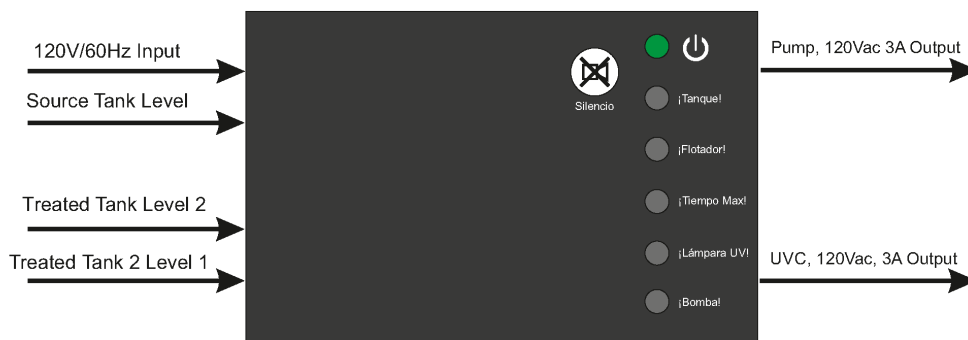 120V/60Hz Input
Source Tank Level
Treated Tank Level 2
Treated Tank 2 Level 1
Silencio
¡Tanque!
¡Flotador!
¡Tiempo Max!
¡Lámpara UV!
¡Bomba!
Pump, 120Vac 3A Output
UVC, 120Vac, 3A Output